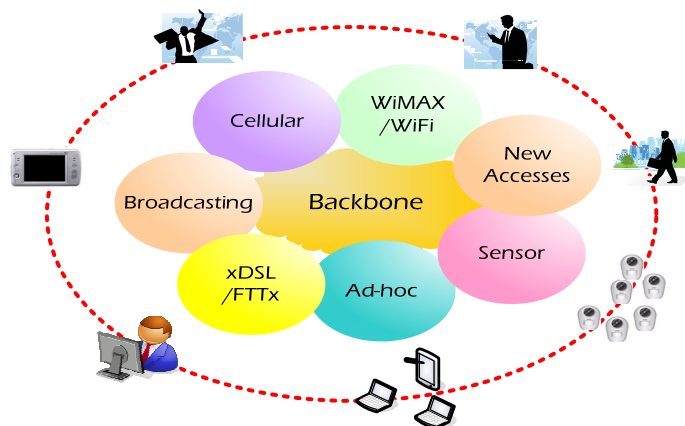 Cellular
WiMAX
/WiFi
New
Accesses
Broadcasting
Backbone
Sensor
xDSL
/FTTx
Ad-hoc